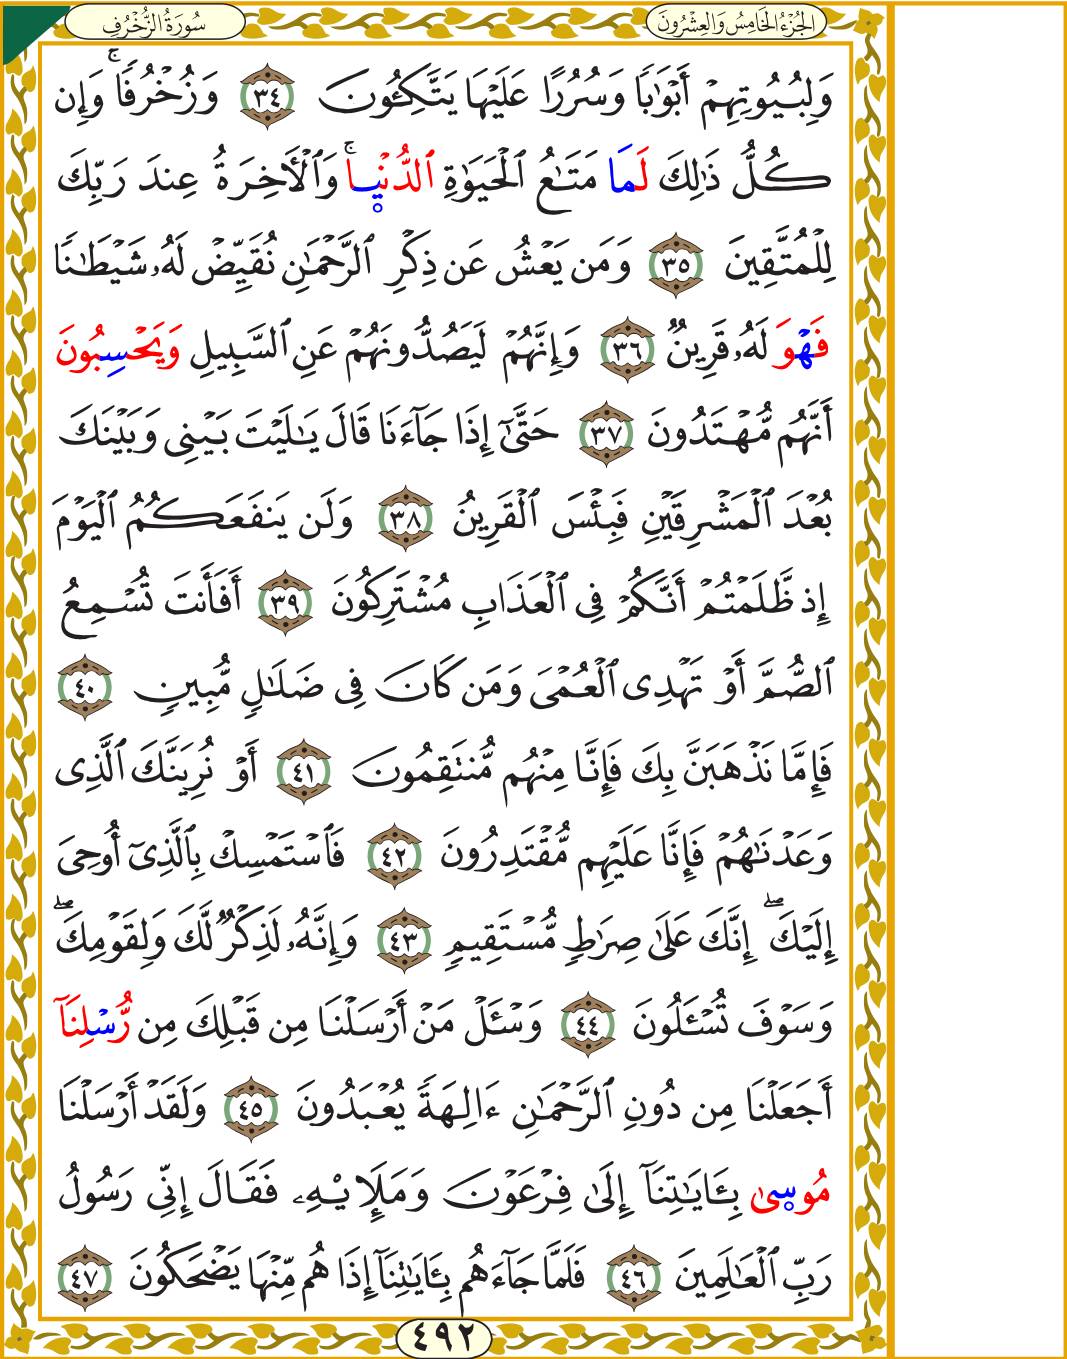 سُورَةُ الزُّخْرُفِ
الجُزْءُ الخَامِسُ وَالعِشْرُونَ
وَلِبُيُوتِهِمْ أَبْوَٰبًا وَسُرُرًا عَلَيْهَا يَتَّكِـُٔونَ ٣٤ وَزُخْرُفًا ۚ وَإِن
كُلُّ ذَٰلِكَ لَمَا مَتَـٰعُ ٱلْحَيَوٰةِ ٱلدُّنْيَا ۚ وَٱلْـَٔاخِرَةُ عِندَ رَبِّكَ
لِلْمُتَّقِينَ ٣٥ وَمَن يَعْشُ عَن ذِكْرِ ٱلرَّحْمَـٰنِ نُقَيِّضْ لَهُۥ شَيْطَـٰنًا
فَهْوَ لَهُۥ قَرِينٌ ٣٦ وَإِنَّهُمْ لَيَصُدُّونَهُمْ عَنِ ٱلسَّبِيلِ وَيَحْسِبُونَ
أَنَّهُم مُّهْتَدُونَ ٣٧ حَتَّىٰٓ إِذَا جَآءَنَا قَالَ يَـٰلَيْتَ بَيْنِى وَبَيْنَكَ
بُعْدَ ٱلْمَشْرِقَيْنِ فَبِئْسَ ٱلْقَرِينُ ٣٨ وَلَن يَنفَعَكُمُ ٱلْيَوْمَ
إِذ ظَّلَمْتُمْ أَنَّكُمْ فِى ٱلْعَذَابِ مُشْتَرِكُونَ ٣٩ أَفَأَنتَ تُسْمِعُ
ٱلصُّمَّ أَوْ تَهْدِى ٱلْعُمْىَ وَمَن كَانَ فِى ضَلَـٰلٍ مُّبِينٍ ٤٠
فَإِمَّا نَذْهَبَنَّ بِكَ فَإِنَّا مِنْهُم مُّنتَقِمُونَ ٤١ أَوْ نُرِيَنَّكَ ٱلَّذِى
وَعَدْنَـٰهُمْ فَإِنَّا عَلَيْهِم مُّقْتَدِرُونَ ٤٢ فَٱسْتَمْسِكْ بِٱلَّذِىٓ أُوحِىَ
إِلَيْكَ ۖ إِنَّكَ عَلَىٰ صِرَٰطٍ مُّسْتَقِيمٍ ٤٣ وَإِنَّهُۥ لَذِكْرٌ لَّكَ وَلِقَوْمِكَ ۖ
وَسَوْفَ تُسْـَٔلُونَ ٤٤ وَسْـَٔلْ مَنْ أَرْسَلْنَا مِن قَبْلِكَ مِن رُّسْلِنَآ
أَجَعَلْنَا مِن دُونِ ٱلرَّحْمَـٰنِ ءَالِهَةً يُعْبَدُونَ ٤٥ وَلَقَدْ أَرْسَلْنَا
مُوسىٰ بِـَٔايَـٰتِنَآ إِلَىٰ فِرْعَوْنَ وَمَلَإِي۟هِۦ فَقَالَ إِنِّى رَسُولُ
رَبِّ ٱلْعَـٰلَمِينَ ٤٦ فَلَمَّا جَآءَهُم بِـَٔايَـٰتِنَآ إِذَا هُم مِّنْهَا يَضْحَكُونَ ٤٧
٤٩٢